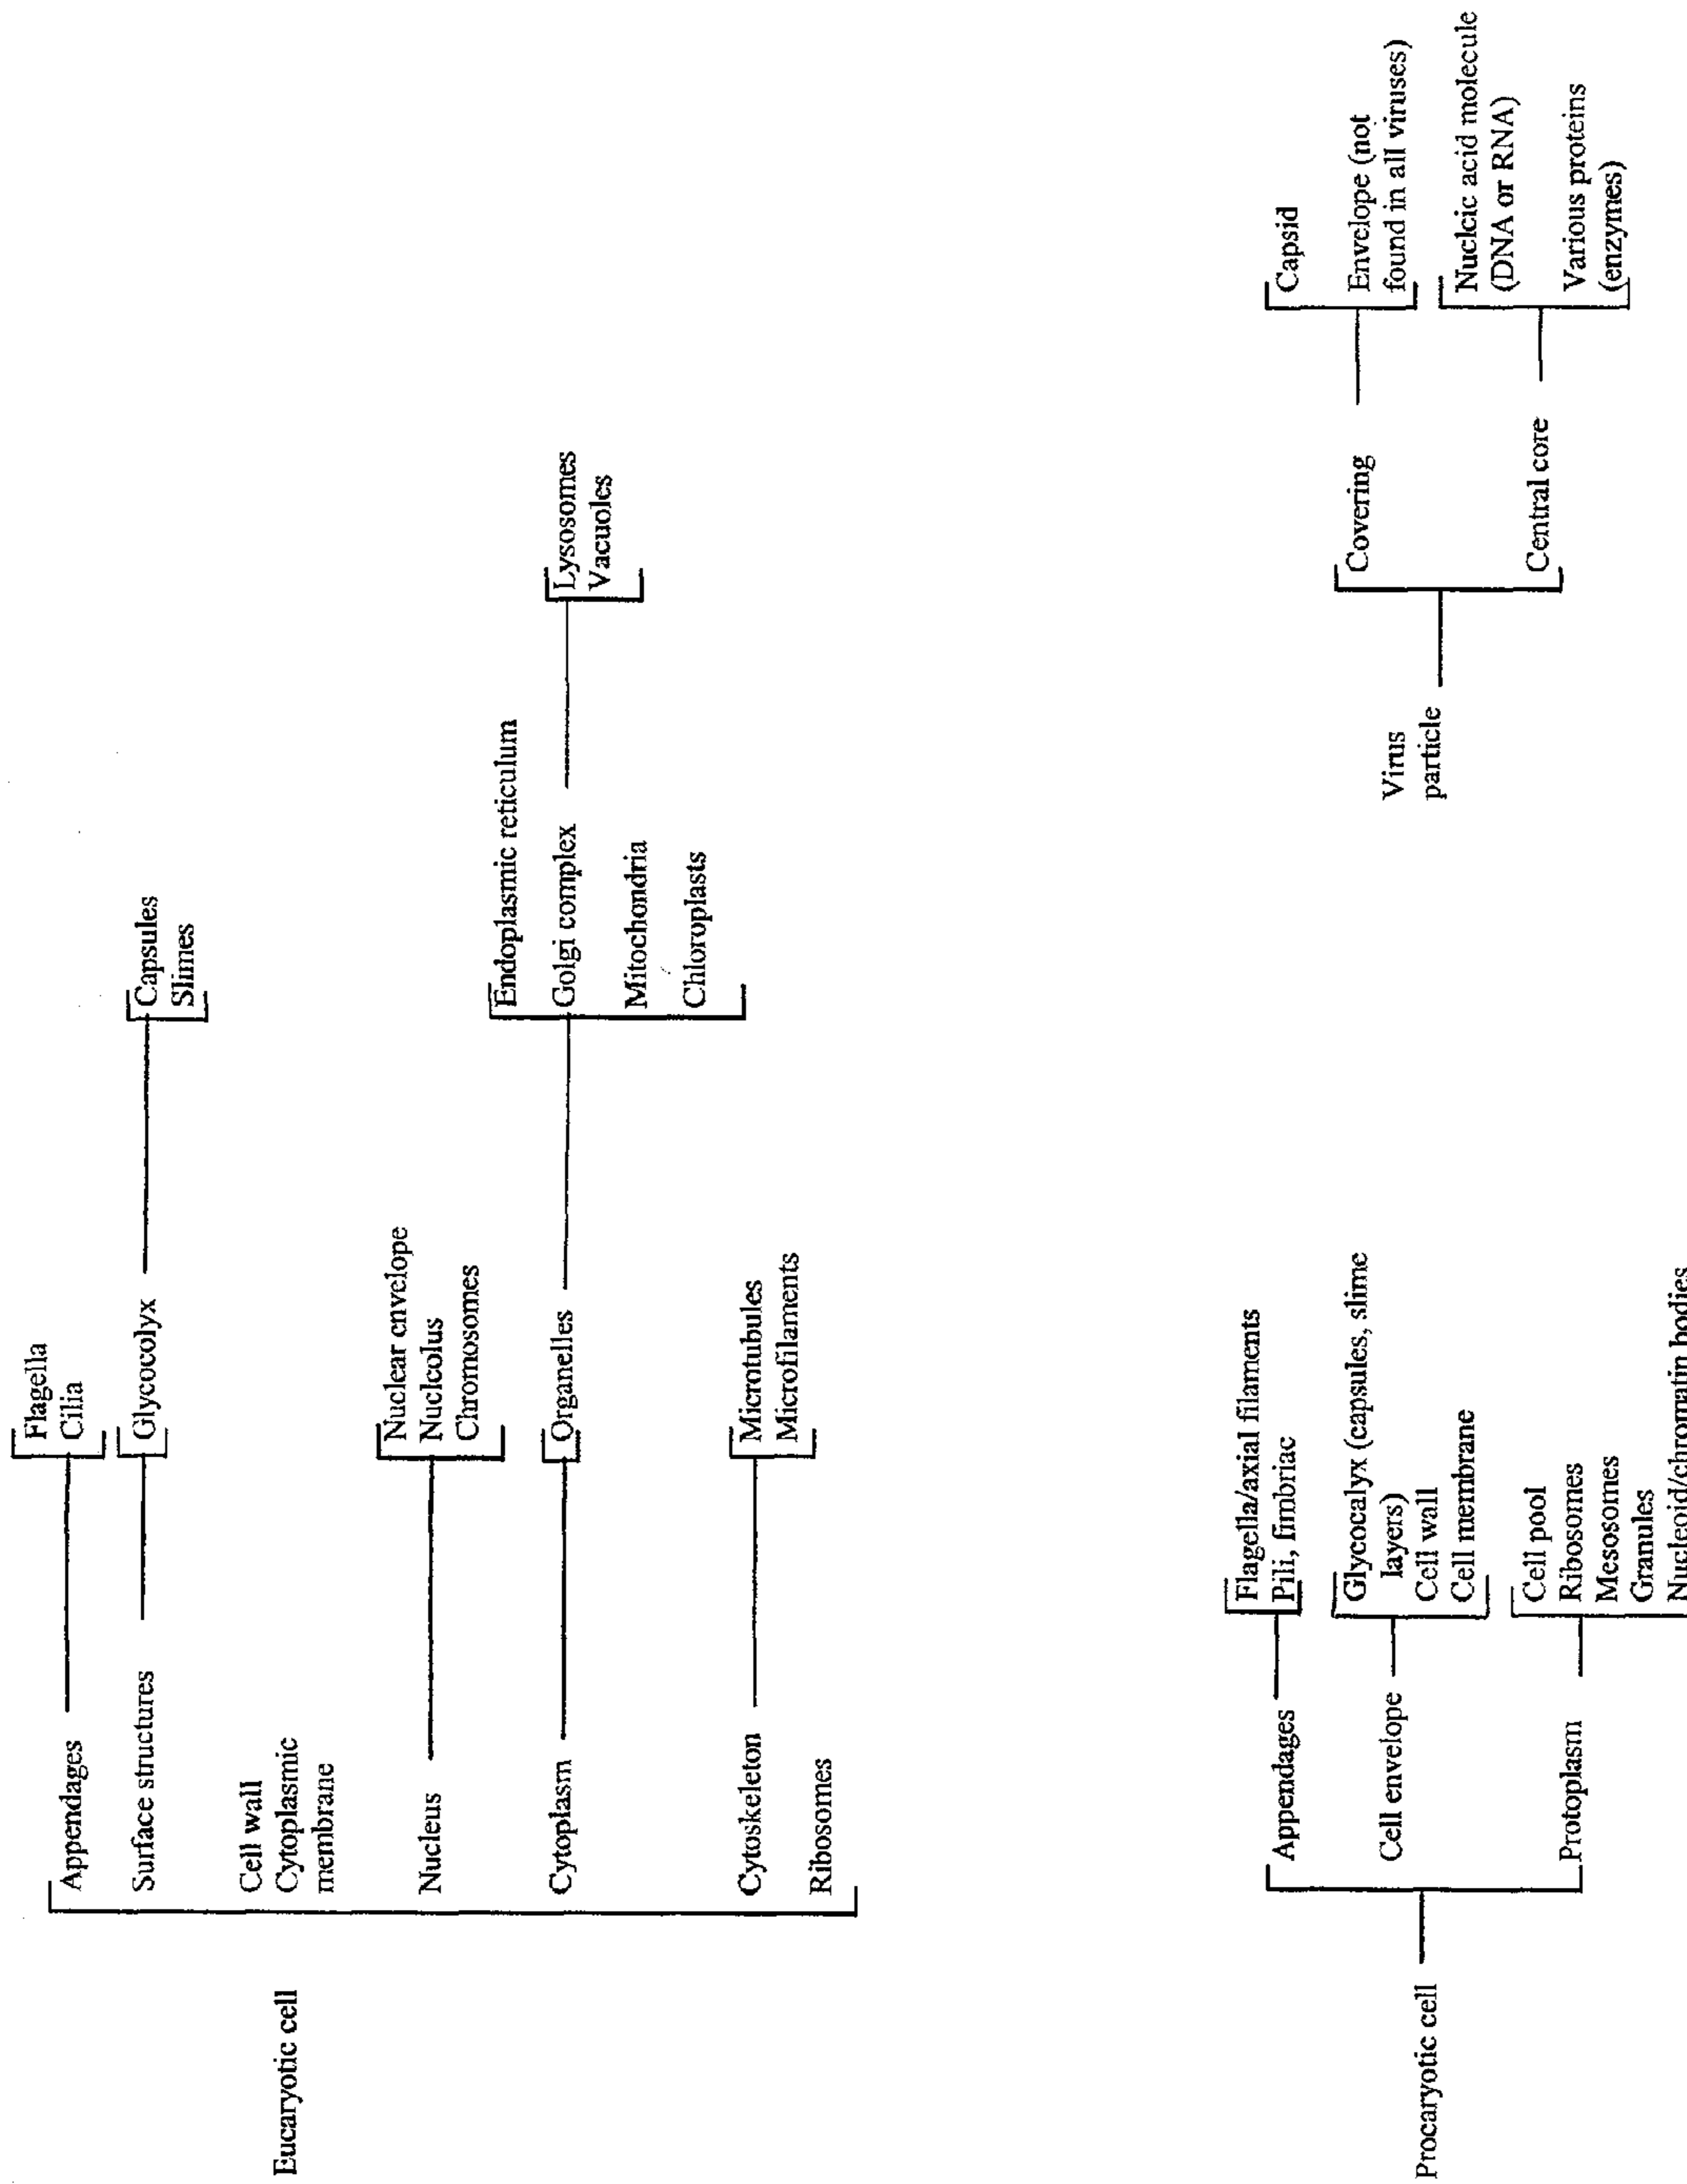 Eucaryotic cell
Appendages
Flagella
Cilia
Surface structures
Glycocolyx
Capsules
Slimes
Cell wall
Cytoplasmic
membrane
Nucleus
Nuclear envelope
Nucleolus
Chromosomes
Cytoplasm
Organelles
Endoplasmic reticulum
Golgi complex
Lysosomes
Vacuoles
Mitochondria
Chloroplasts
Cytoskeleton
Microtubules
Microfilaments
Ribosomes
Procaryotic cell
Appendages
Flagella/axial filaments
Pili, fimbriae
Cell envelope
Glycocalyx (capsules, slime
layers)
Cell wall
Cell membrane
Protoplasm
Cell pool
Ribosomes
Mesosomes
Granules
Nucleoid/chromatin bodies
Virus
particle
Covering
Capsid
Envelope (not
found in all viruses)
Central core
Nucleic acid molecule
(DNA or RNA)
Various proteins
(enzymes)